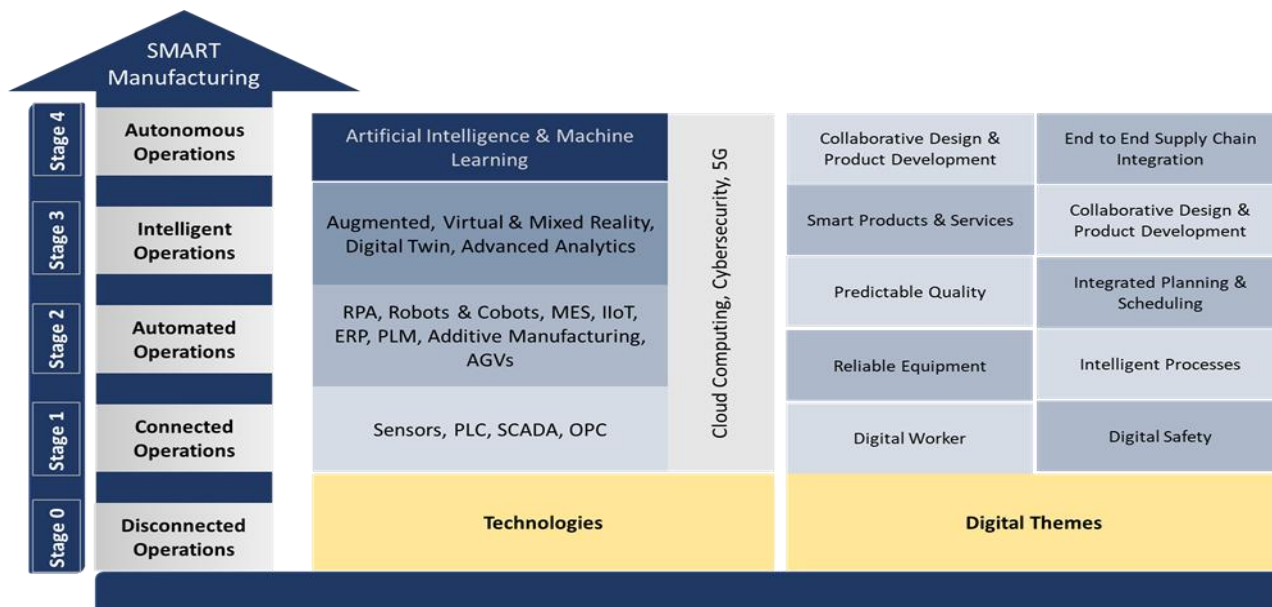 SMART
Manufacturing
Stage 4
Autonomous
Operations
Stage 3
Intelligent
Operations
Stage 2
Automated
Operations
Stage 1
Connected
Operations
Stage 0
Disconnected
Operations
Artificial Intelligence & Machine
Learning
Augmented, Virtual & Mixed Reality,
Digital Twin, Advanced Analytics
RPA, Robots & Cobots, MES, IIoT,
ERP, PLM, Additive Manufacturing,
AGVs
Sensors, PLC, SCADA, OPC
Cloud Computing, Cybersecurity, 5G
Technologies
Collaborative Design &
Product Development
End to End Supply Chain
Integration
Smart Products & Services
Collaborative Design &
Product Development
Predictable Quality
Integrated Planning &
Scheduling
Reliable Equipment
Intelligent Processes
Digital Worker
Digital Safety
Digital Themes